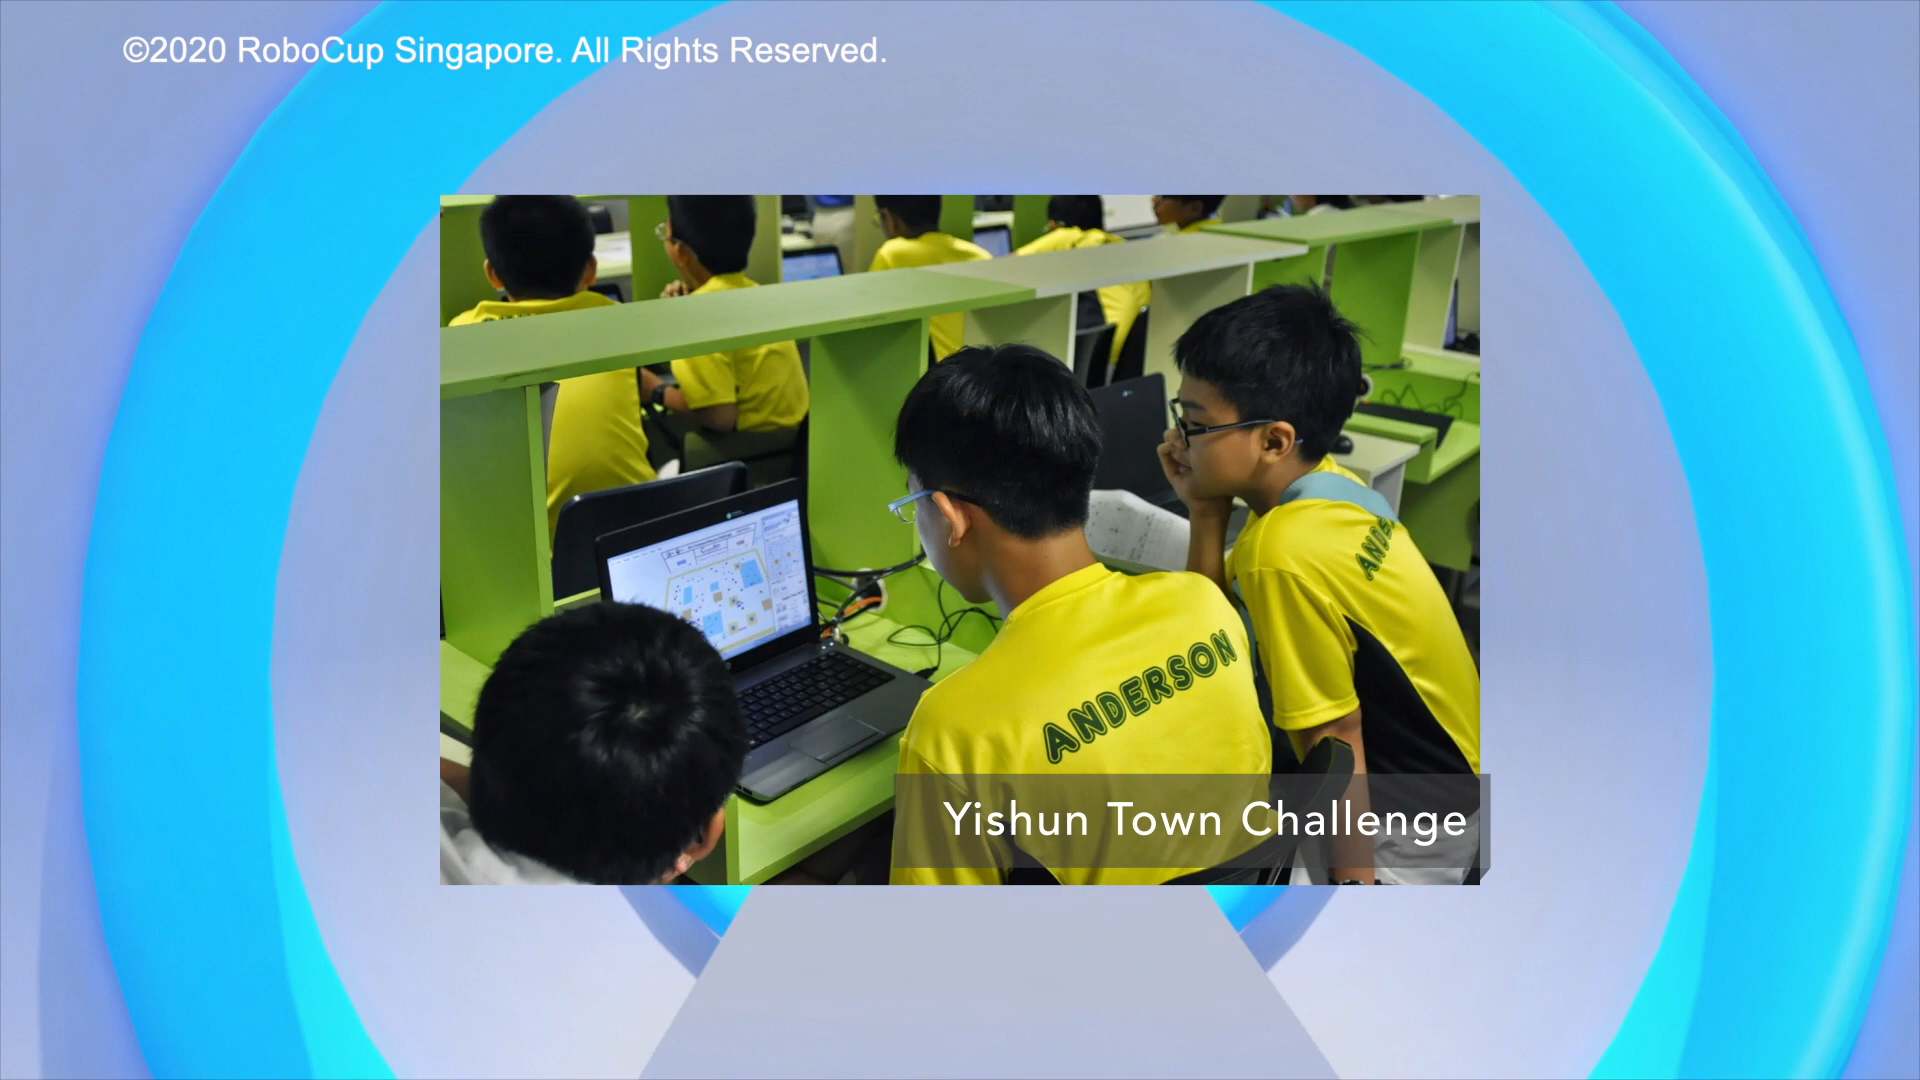 ©2020 RoboCup Singapore. All Rights Reserved.
ANDERSON
Yishun Town Challenge